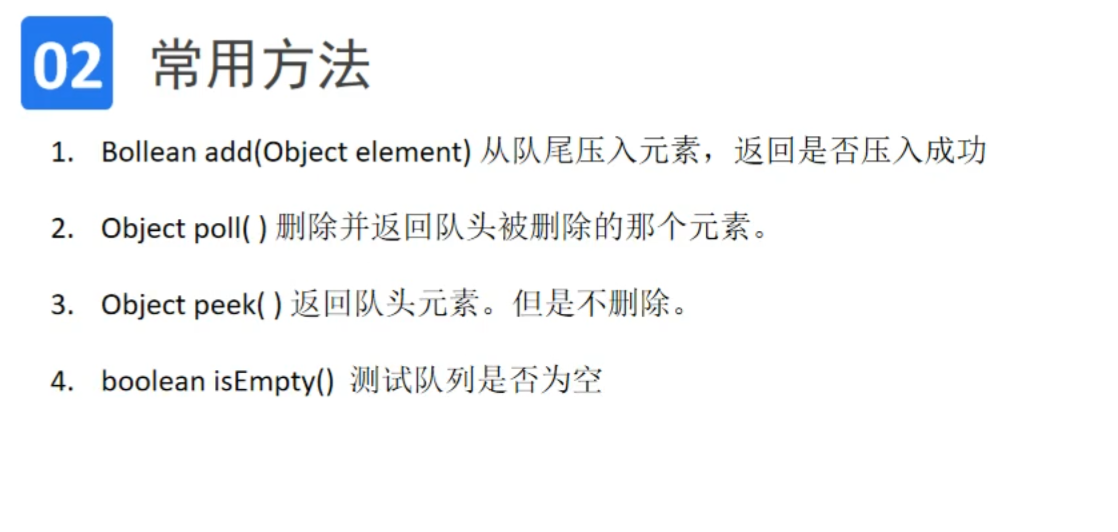 02 常用方法
1. Bollean add(Object element) 从队尾压入元素，返回是否压入成功
2. Object poll( ) 删除并返回队头被删除的那个元素。
3. Object peek( ) 返回队头元素。但是不删除。
4. boolean isEmpty() 测试队列是否为空